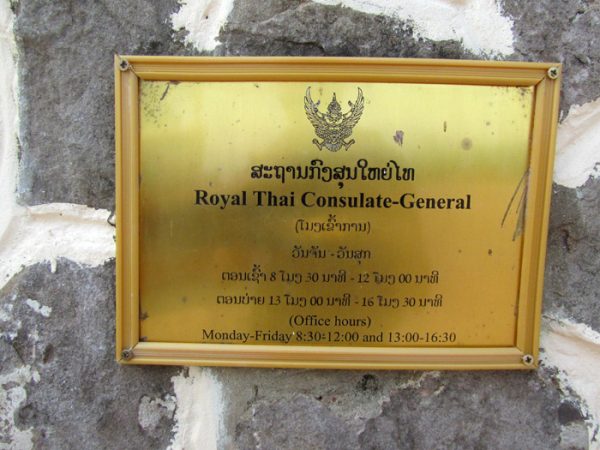 ສະຖານກົງສຸນໃຫຍ່ໄທ
Royal Thai Consulate-General
(ໂມງເຂົ້າການ)
ວັນຈັນ - ວັນສຸກ
ຕອນເຊົ້າ 8 ໂມງ 30 ນາທີ - 12 ໂມງ 00 ນາທີ
ຕອນບ່າຍ 13 ໂມງ 00 ນາທີ - 16 ໂມງ 30 ນາທີ
(Office hours)
Monday-Friday 8:30-12:00 and 13:00-16:30